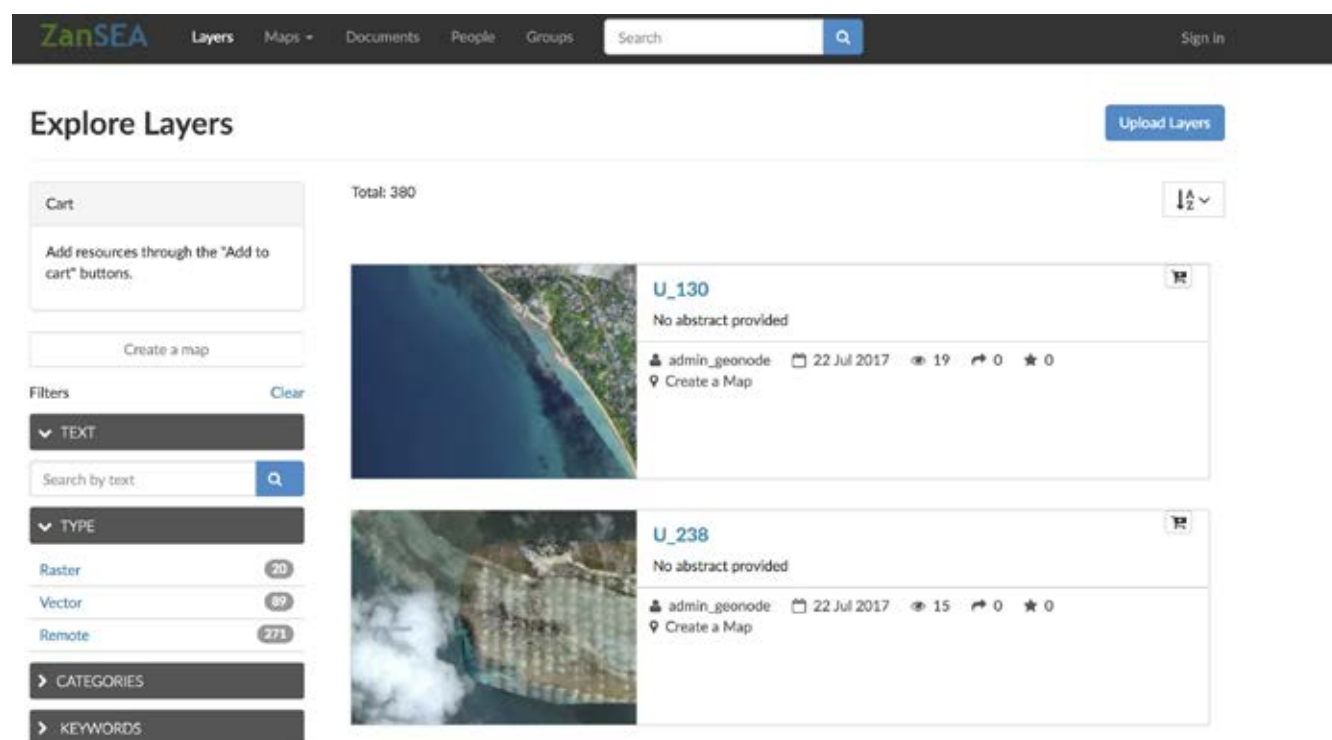 ZanSEA Layers Maps Documents People Groups Search Sign in
Explore Layers
Upload Layers
Cart
Add resources through the "Add to
cart" buttons.
Create a map
Filters Clear
TEXT
Search by text
TYPE
Raster 20
Vector 89
Remote 271
CATEGORIES
KEYWORDS
Total: 380
U_130
No abstract provided
admin_geonode 22 Jul 2017 19 0 0
Create a Map
U_238
No abstract provided
admin_geonode 22 Jul 2017 15 0 0
Create a Map